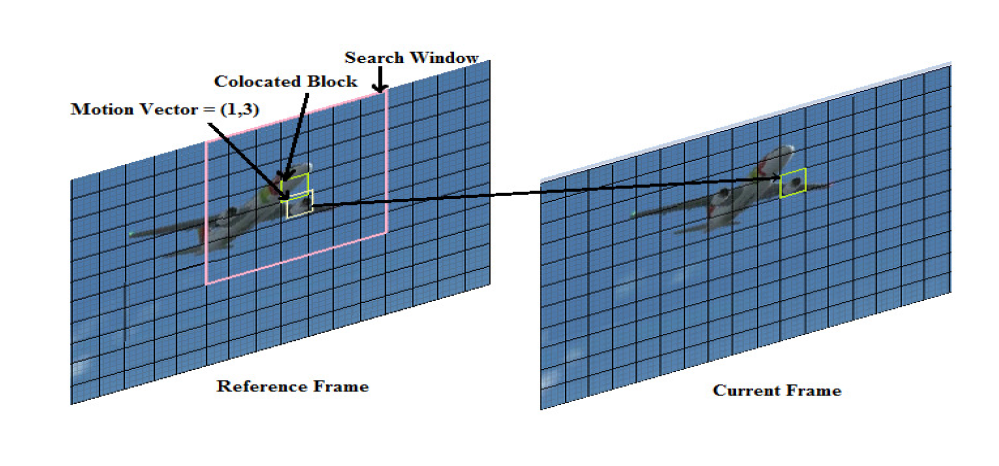 Search Window
Colocated Block
Motion Vector = (1,3)
Reference Frame
Current Frame